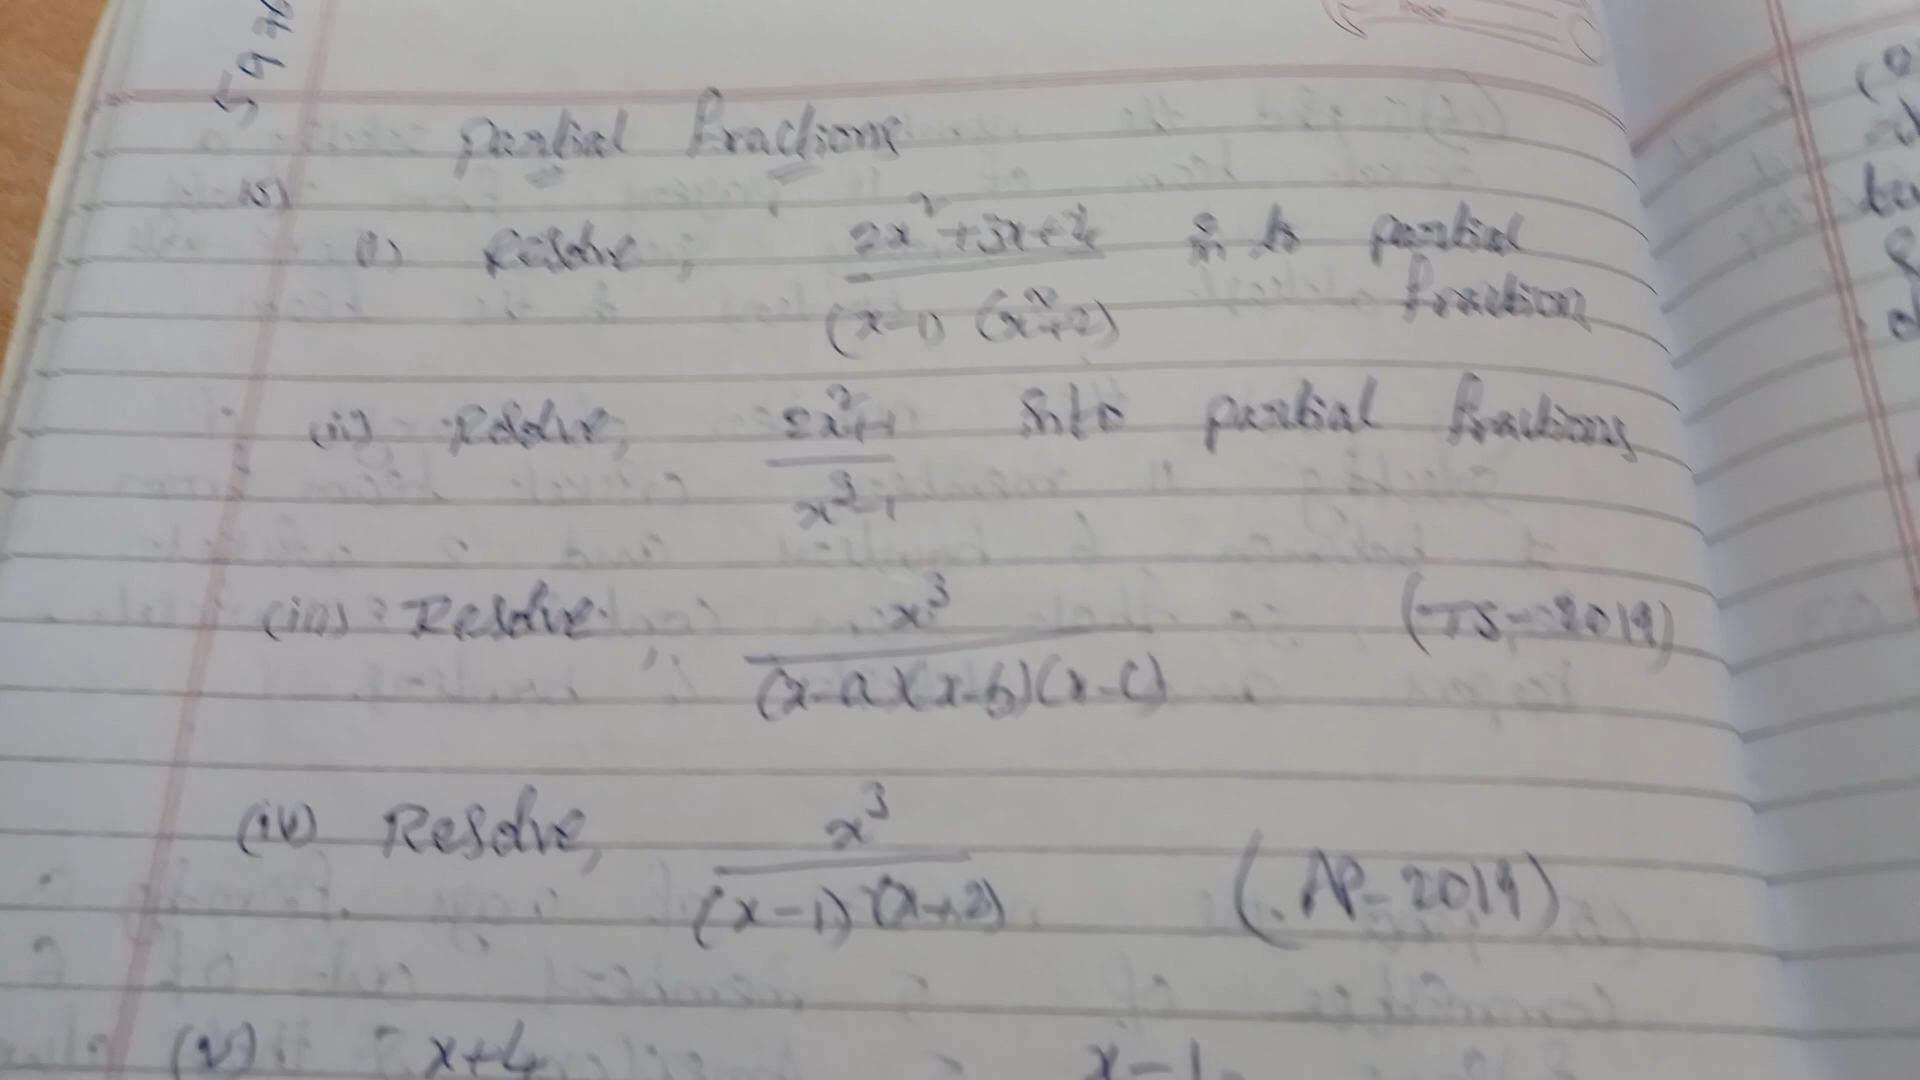 Partial fractions
15)
(i) Resolve, 2x²+3x+4 in to partial
(x-1) (x²+2) fraction
(ii) Resolve, 2x²+1 into partial fractions
x³-1
(iii) Resolve, x³ (TS-2019)
(x-a)(x-b)(x-c)
(iv) Resolve, x³ (AP-2019)
(x-1) (x+2)
(v) x+4 x-1